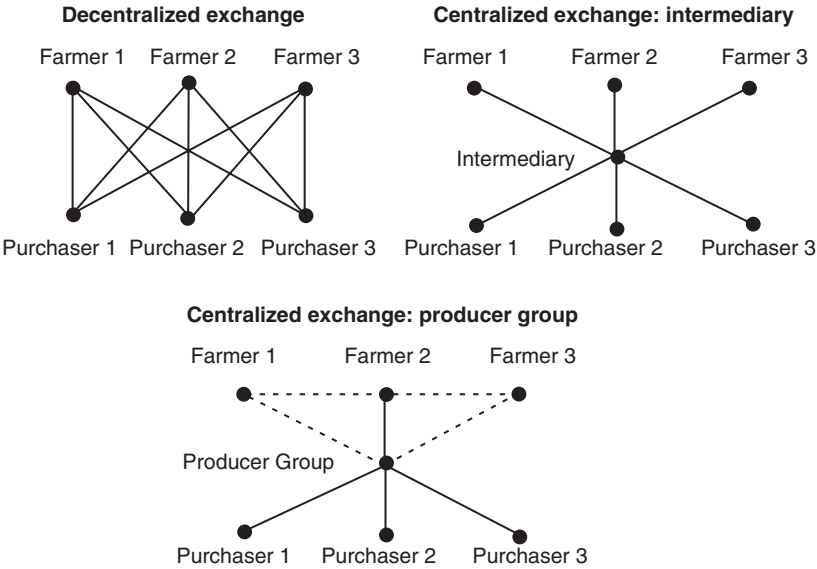 Decentralized exchange
Farmer 1 Farmer 2 Farmer 3
Purchaser 1 Purchaser 2 Purchaser 3
Centralized exchange: intermediary
Farmer 1 Farmer 2 Farmer 3
Intermediary
Purchaser 1 Purchaser 2 Purchaser 3
Centralized exchange: producer group
Farmer 1 Farmer 2 Farmer 3
Producer Group
Purchaser 1 Purchaser 2 Purchaser 3